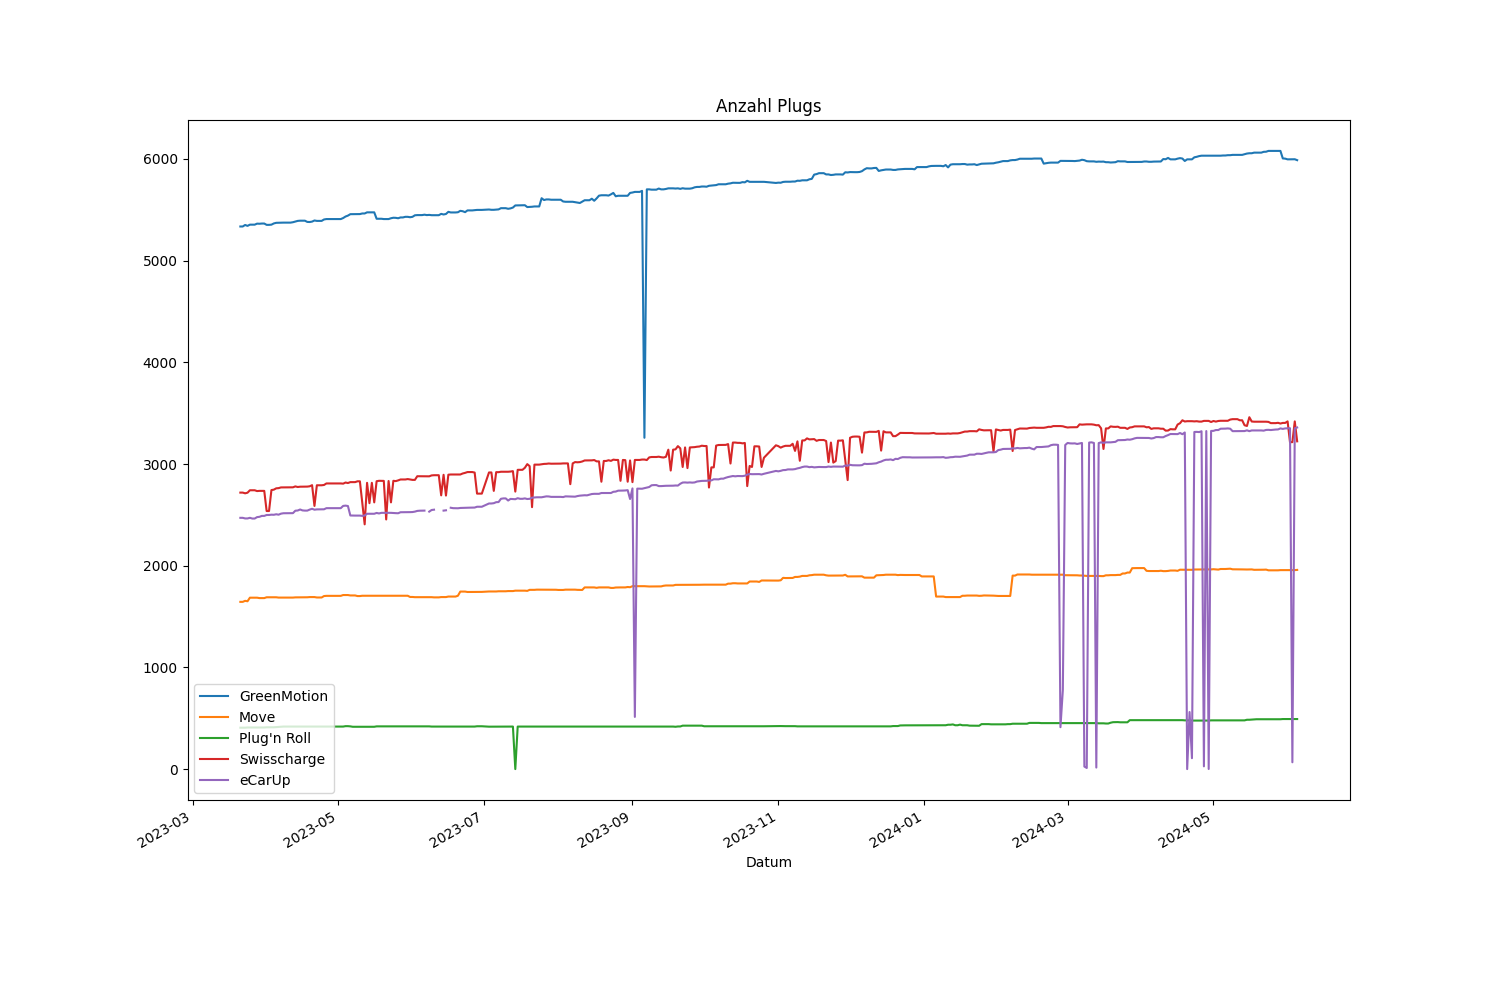 Anzahl Plugs
6000
5000
4000
3000
2000
1000
0
GreenMotion
Move
Plug'n Roll
Swisscharge
eCarUp
2023-03
2023-05
2023-07
2023-09
2023-11
2024-01
2024-03
2024-05
Datum